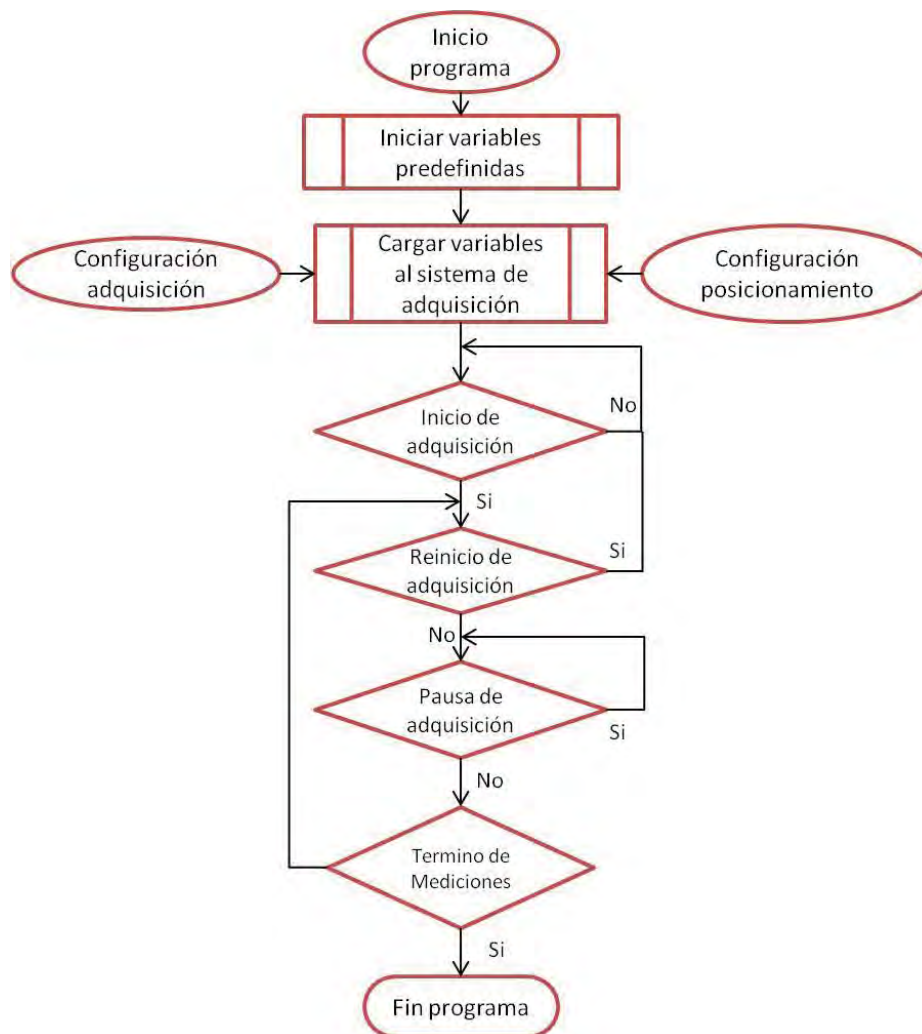 Inicio
programa
Iniciar variables
predefinidas
Configuración
adquisición
Cargar variables
al sistema de
adquisición
Configuración
posicionamiento
Inicio de
adquisición
No
Si
Reinicio de
adquisición
Si
No
Pausa de
adquisición
Si
No
Termino de
Mediciones
Si
Fin programa